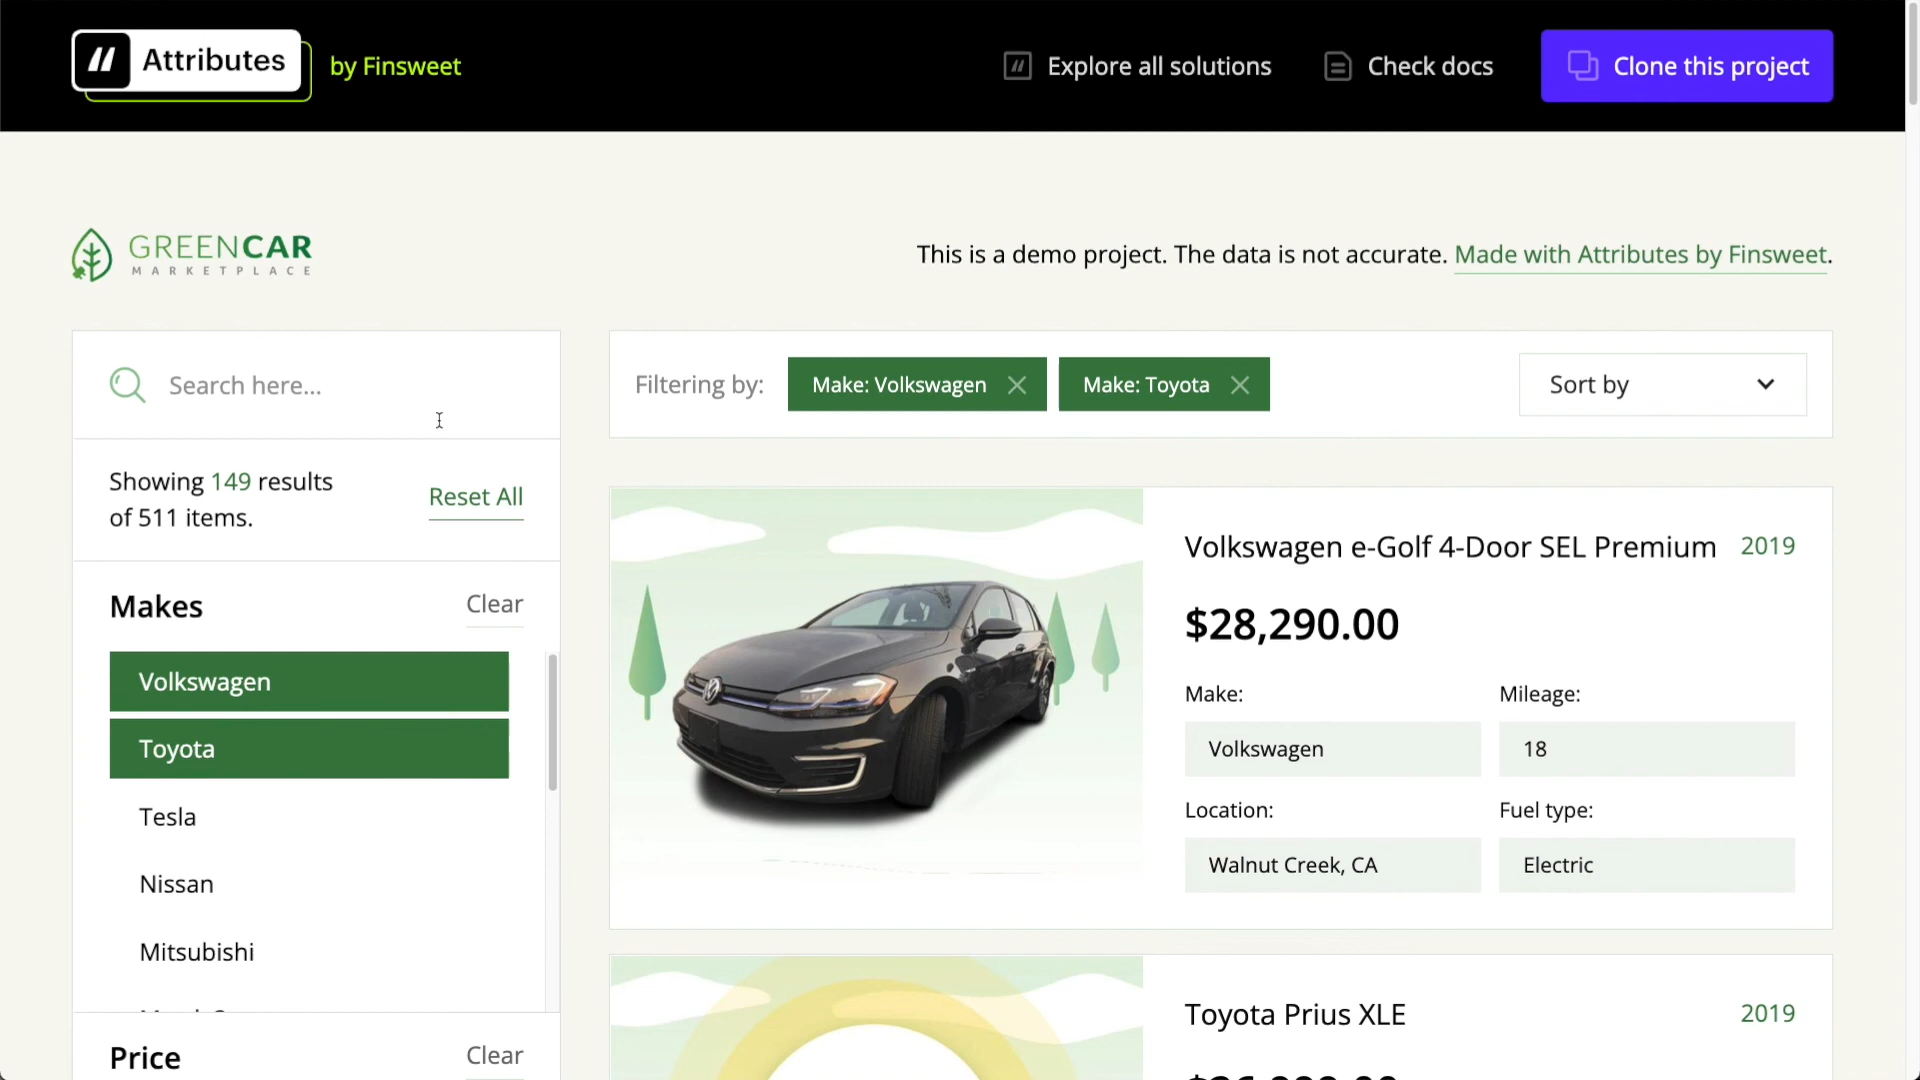 Attributes by Finsweet
Explore all solutions
Check docs
Clone this project
GREENCAR
MARKETPLACE
This is a demo project. The data is not accurate. Made with Attributes by Finsweet.
Search here...
Filtering by:
Make: Volkswagen
Make: Toyota
Sort by
Showing 149 results
of 511 items.
Reset All
Makes
Clear
Volkswagen
Toyota
Tesla
Nissan
Mitsubishi
Price
Clear
Volkswagen e-Golf 4-Door SEL Premium
2019
$28,290.00
Make:
Mileage:
Volkswagen
18
Location:
Fuel type:
Walnut Creek, CA
Electric
Toyota Prius XLE
2019